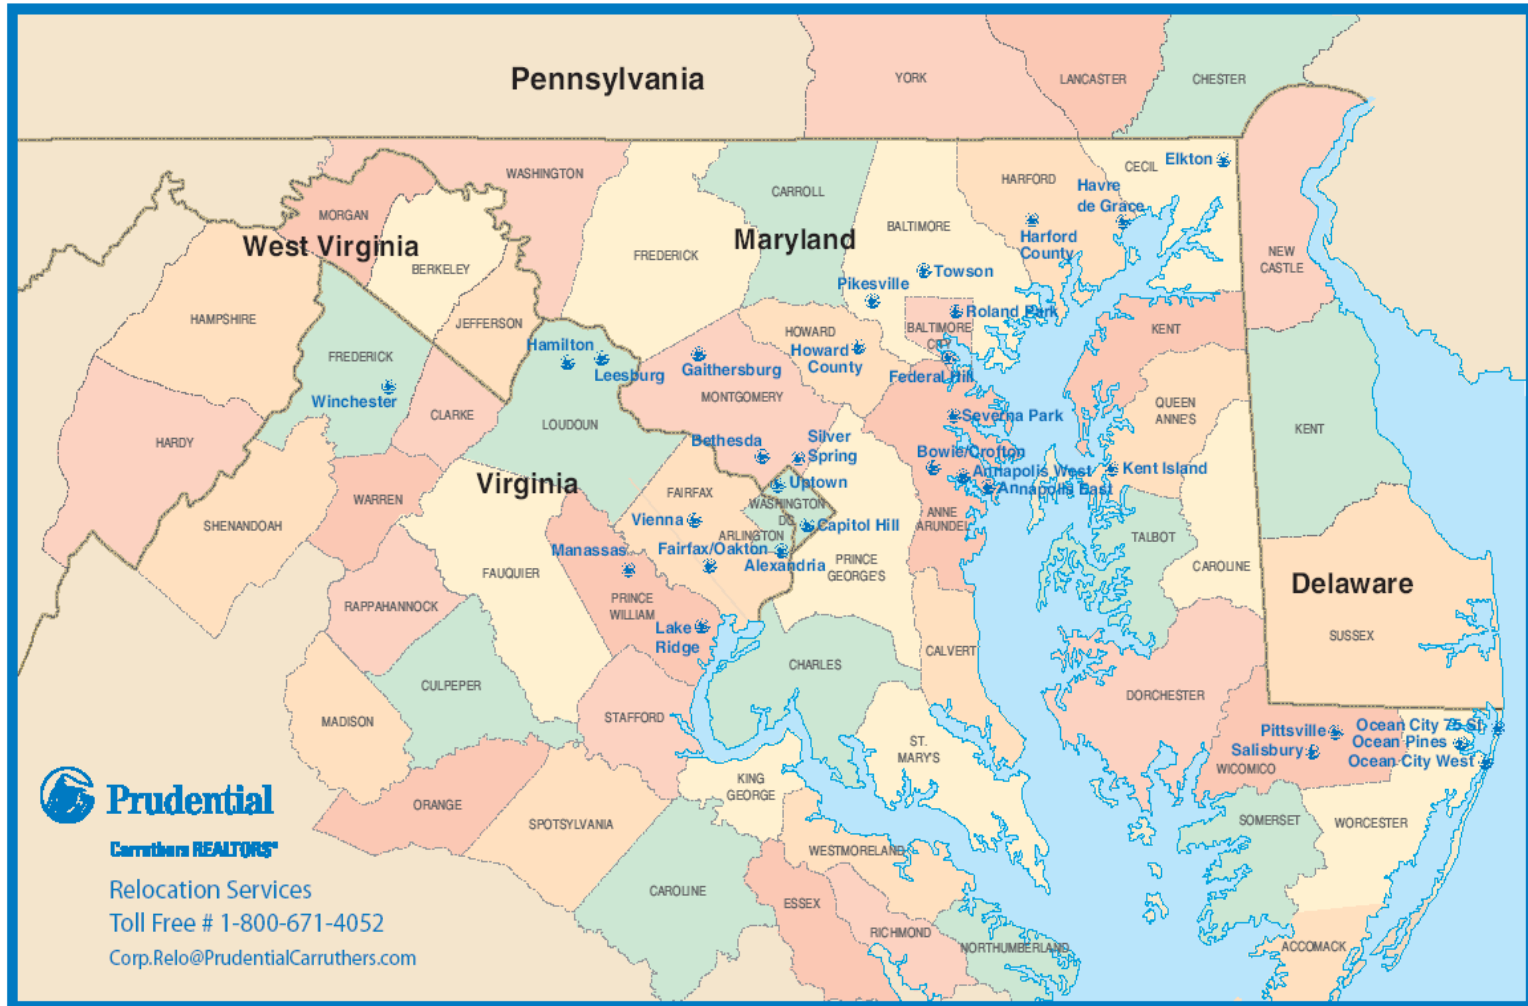 Pennsylvania
YORK
LANCASTER
CHESTER
WASHINGTON
CARROLL
HARFORD
CECIL
Elkton
MORGAN
Havre
de Grace
West Virginia
BERKELEY
FREDERICK
Maryland
BALTIMORE
Harford
County
NEW
CASTLE
Towson
Pikesville
HAMPSHIRE
JEFFERSON
Roland Park
HOWARD
BALTIMORE
CITY
KENT
FREDERICK
Hamilton
Leesburg
Gaithersburg
Howard
County
Federal Hill
Winchester
CLARKE
LOUDOUN
MONTGOMERY
QUEEN
ANNE'S
HARDY
Bethesda
Silver
Spring
Severna Park
KENT
Bowie/Crofton
Annapolis West
Annapolis East
Kent Island
Virginia
WARREN
FAIRFAX
Uptown
WASHINGTON
DC
Capitol Hill
SHENANDOAH
Vienna
ARLINGTON
ANNE
ARUNDEL
TALBOT
Manassas
Fairfax/Oakton
Alexandria
PRINCE
GEORGE'S
CAROLINE
Delaware
FAUQUIER
PRINCE
WILLIAM
RAPPAHANNOCK
Lake
Ridge
SUSSEX
CHARLES
CALVERT
CULPEPER
DORCHESTER
MADISON
STAFFORD
ST.
MARY'S
Pittsville
Salisbury
WICOMICO
Ocean City 75 St.
Ocean Pines
Ocean City West
KING
GEORGE
Prudential
Carruthers REALTORS®
ORANGE
SPOTSYLVANIA
SOMERSET
WORCESTER
WESTMORELAND
Relocation Services
Toll Free # 1-800-671-4052
Corp.Relo@PrudentialCarruthers.com
CAROLINE
ESSEX
RICHMOND
NORTHUMBERLAND
ACCOMACK